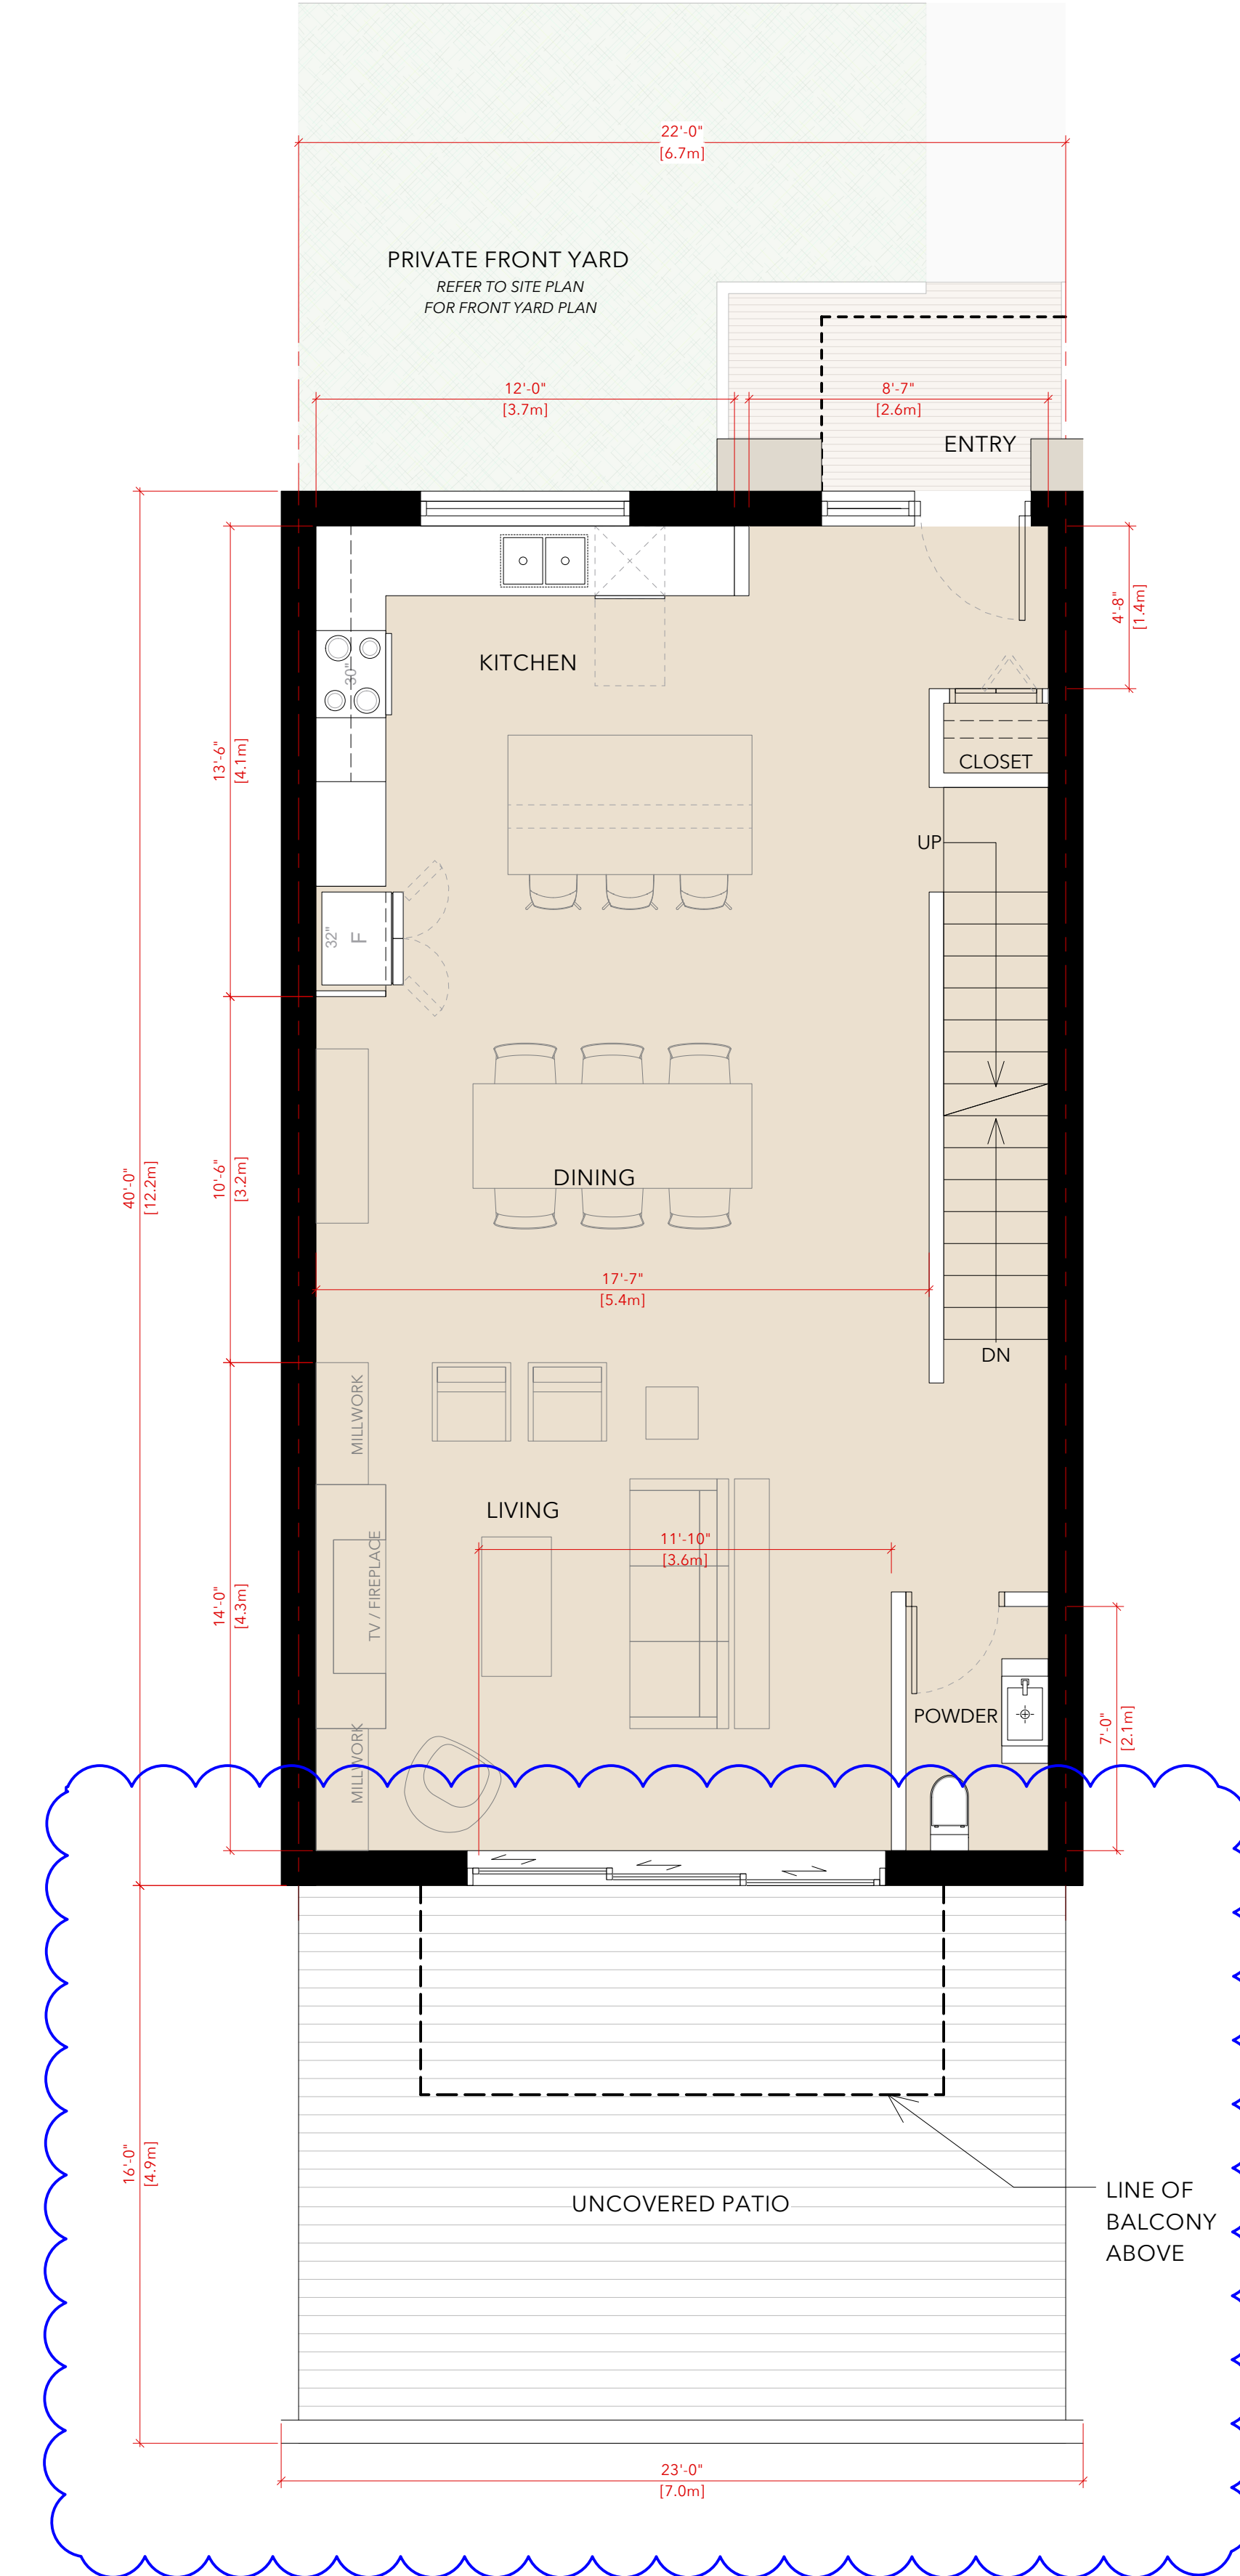 22'-0"
[6.7m]
PRIVATE FRONT YARD
REFER TO SITE PLAN
FOR FRONT YARD PLAN
12'-0"
[3.7m]
8'-7"
[2.6m]
ENTRY
4'-8"
[1.4m]
KITCHEN
30"
13'-6"
[4.1m]
CLOSET
UP
32"
F
40'-0"
[12.2m]
10'-6"
[3.2m]
DINING
17'-7"
[5.4m]
DN
MILLWORK
LIVING
11'-10"
[3.6m]
TV / FIREPLACE
14'-0"
[4.3m]
POWDER
7'-0"
[2.1m]
MILLWORK
16'-0"
[4.9m]
UNCOVERED PATIO
LINE OF
BALCONY
ABOVE
23'-0"
[7.0m]